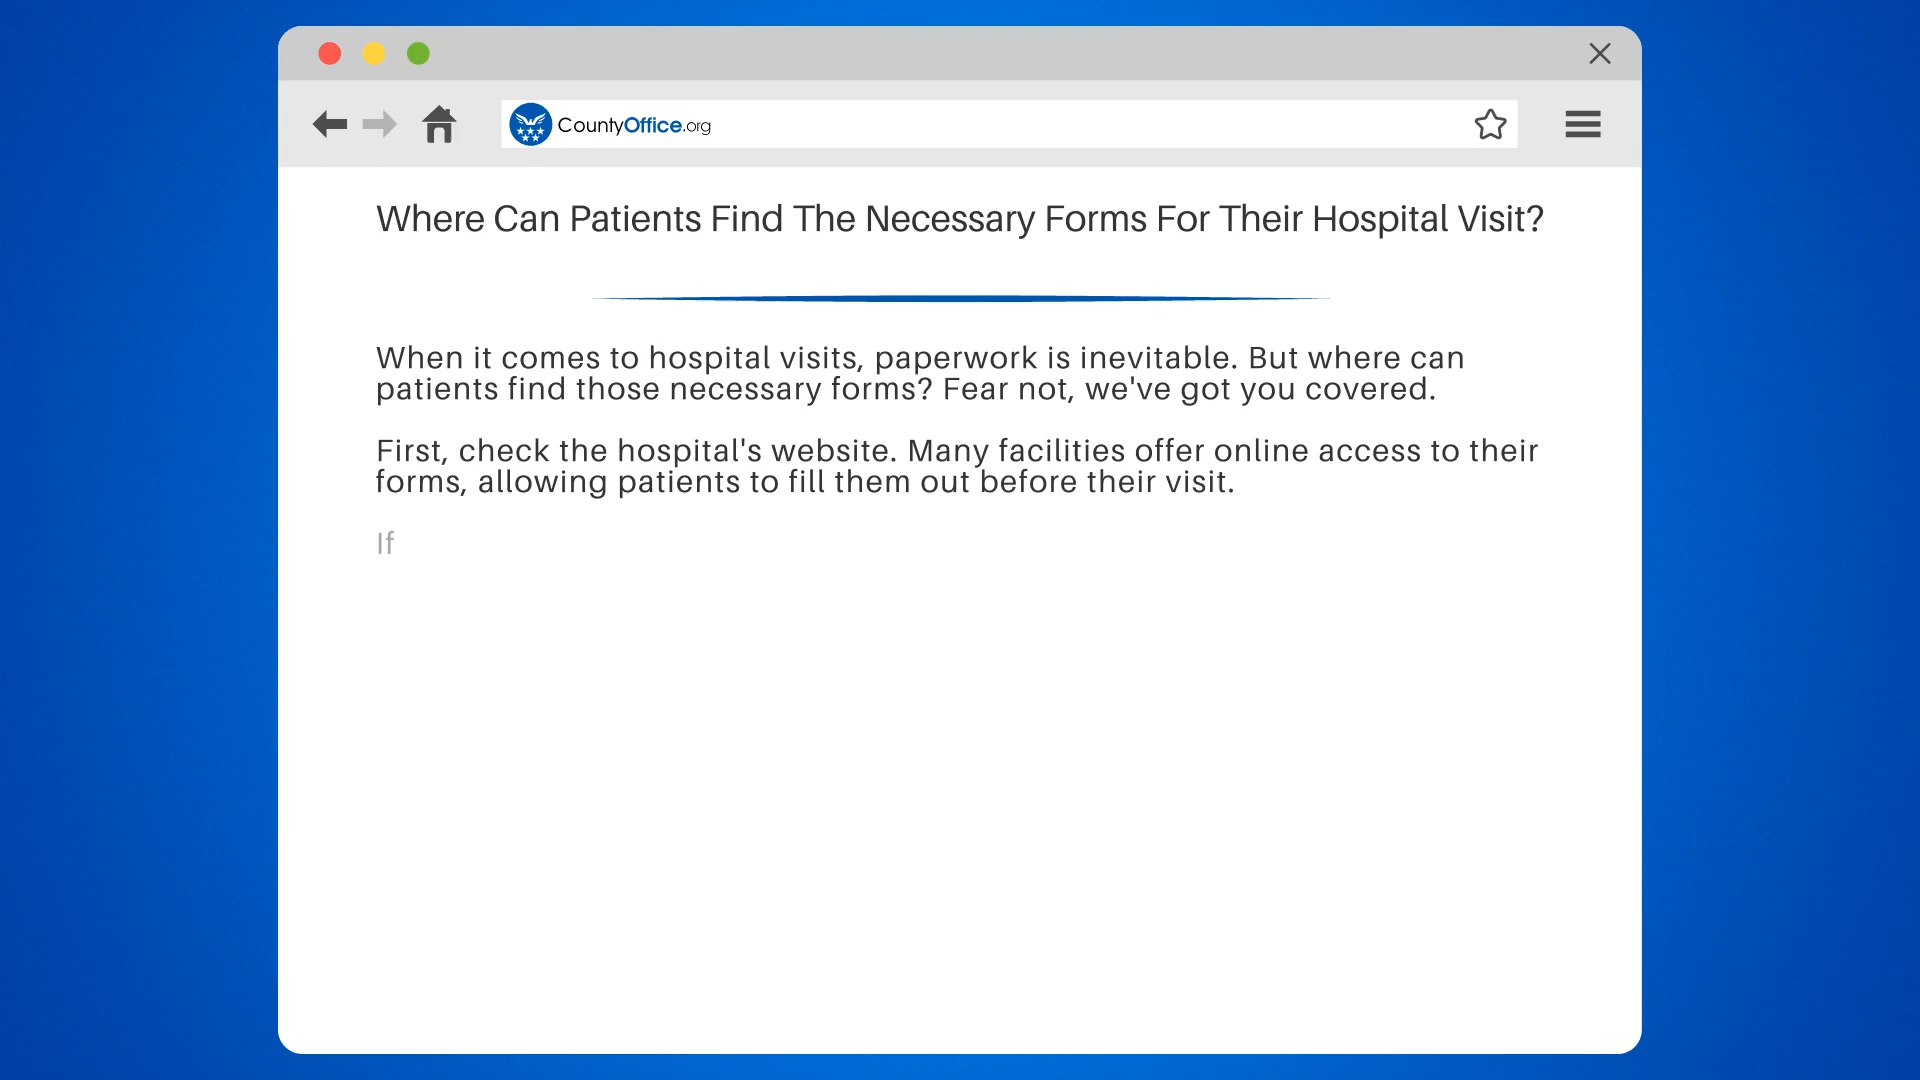 CountyOffice.org
Where Can Patients Find The Necessary Forms For Their Hospital Visit?
When it comes to hospital visits, paperwork is inevitable. But where can
patients find those necessary forms? Fear not, we've got you covered.
First, check the hospital's website. Many facilities offer online access to their
forms, allowing patients to fill them out before their visit.
If